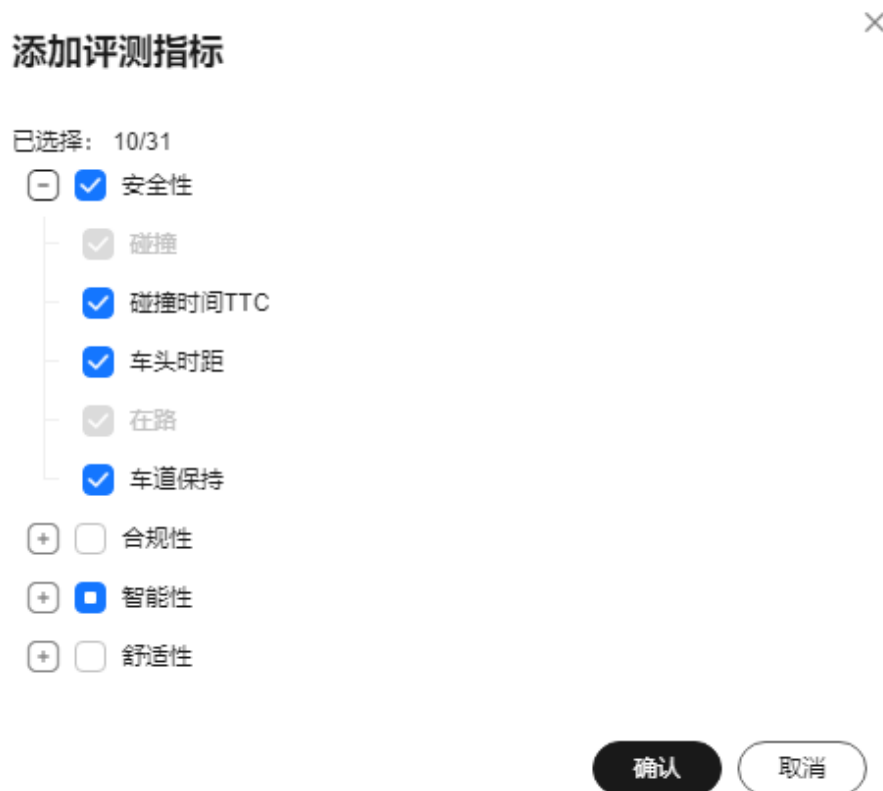 添加评测指标
已选择： 10/31
安全性
碰撞
碰撞时间TTC
车头时距
在路
车道保持
合规性
智能性
舒适性
确认 取消